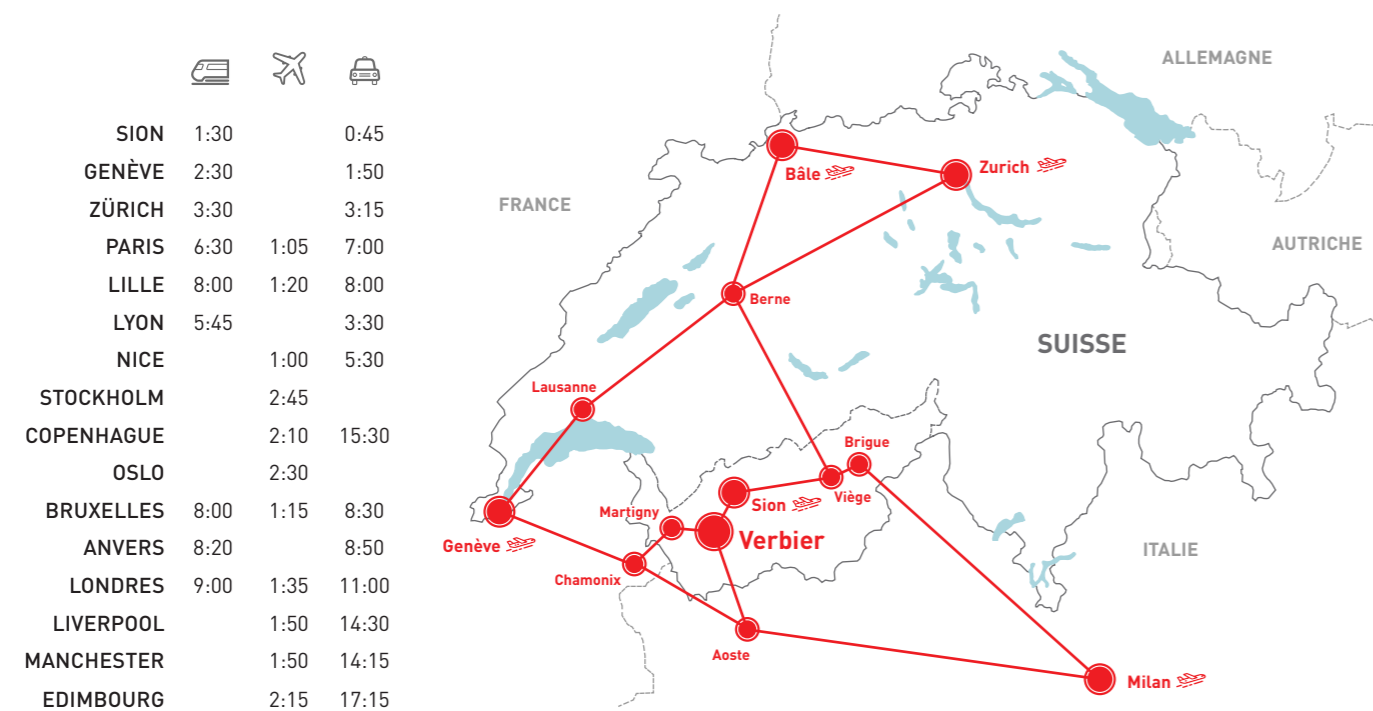 SION 1:30 0:45
GENÈVE 2:30 1:50
ZÜRICH 3:30 3:15
PARIS 6:30 1:05 7:00
LILLE 8:00 1:20 8:00
LYON 5:45 3:30
NICE 1:00 5:30
STOCKHOLM 2:45
COPENHAGUE 2:10 15:30
OSLO 2:30
BRUXELLES 8:00 1:15 8:30
ANVERS 8:20 8:50
LONDRES 9:00 1:35 11:00
LIVERPOOL 1:50 14:30
MANCHESTER 1:50 14:15
EDIMBOURG 2:15 17:15
ALLEMAGNE
Bâle
Zurich
FRANCE
AUTRICHE
Berne
SUISSE
Lausanne
Brigue
Viège
Sion
Martigny
Verbier
Genève
ITALIE
Chamonix
Aoste
Milan